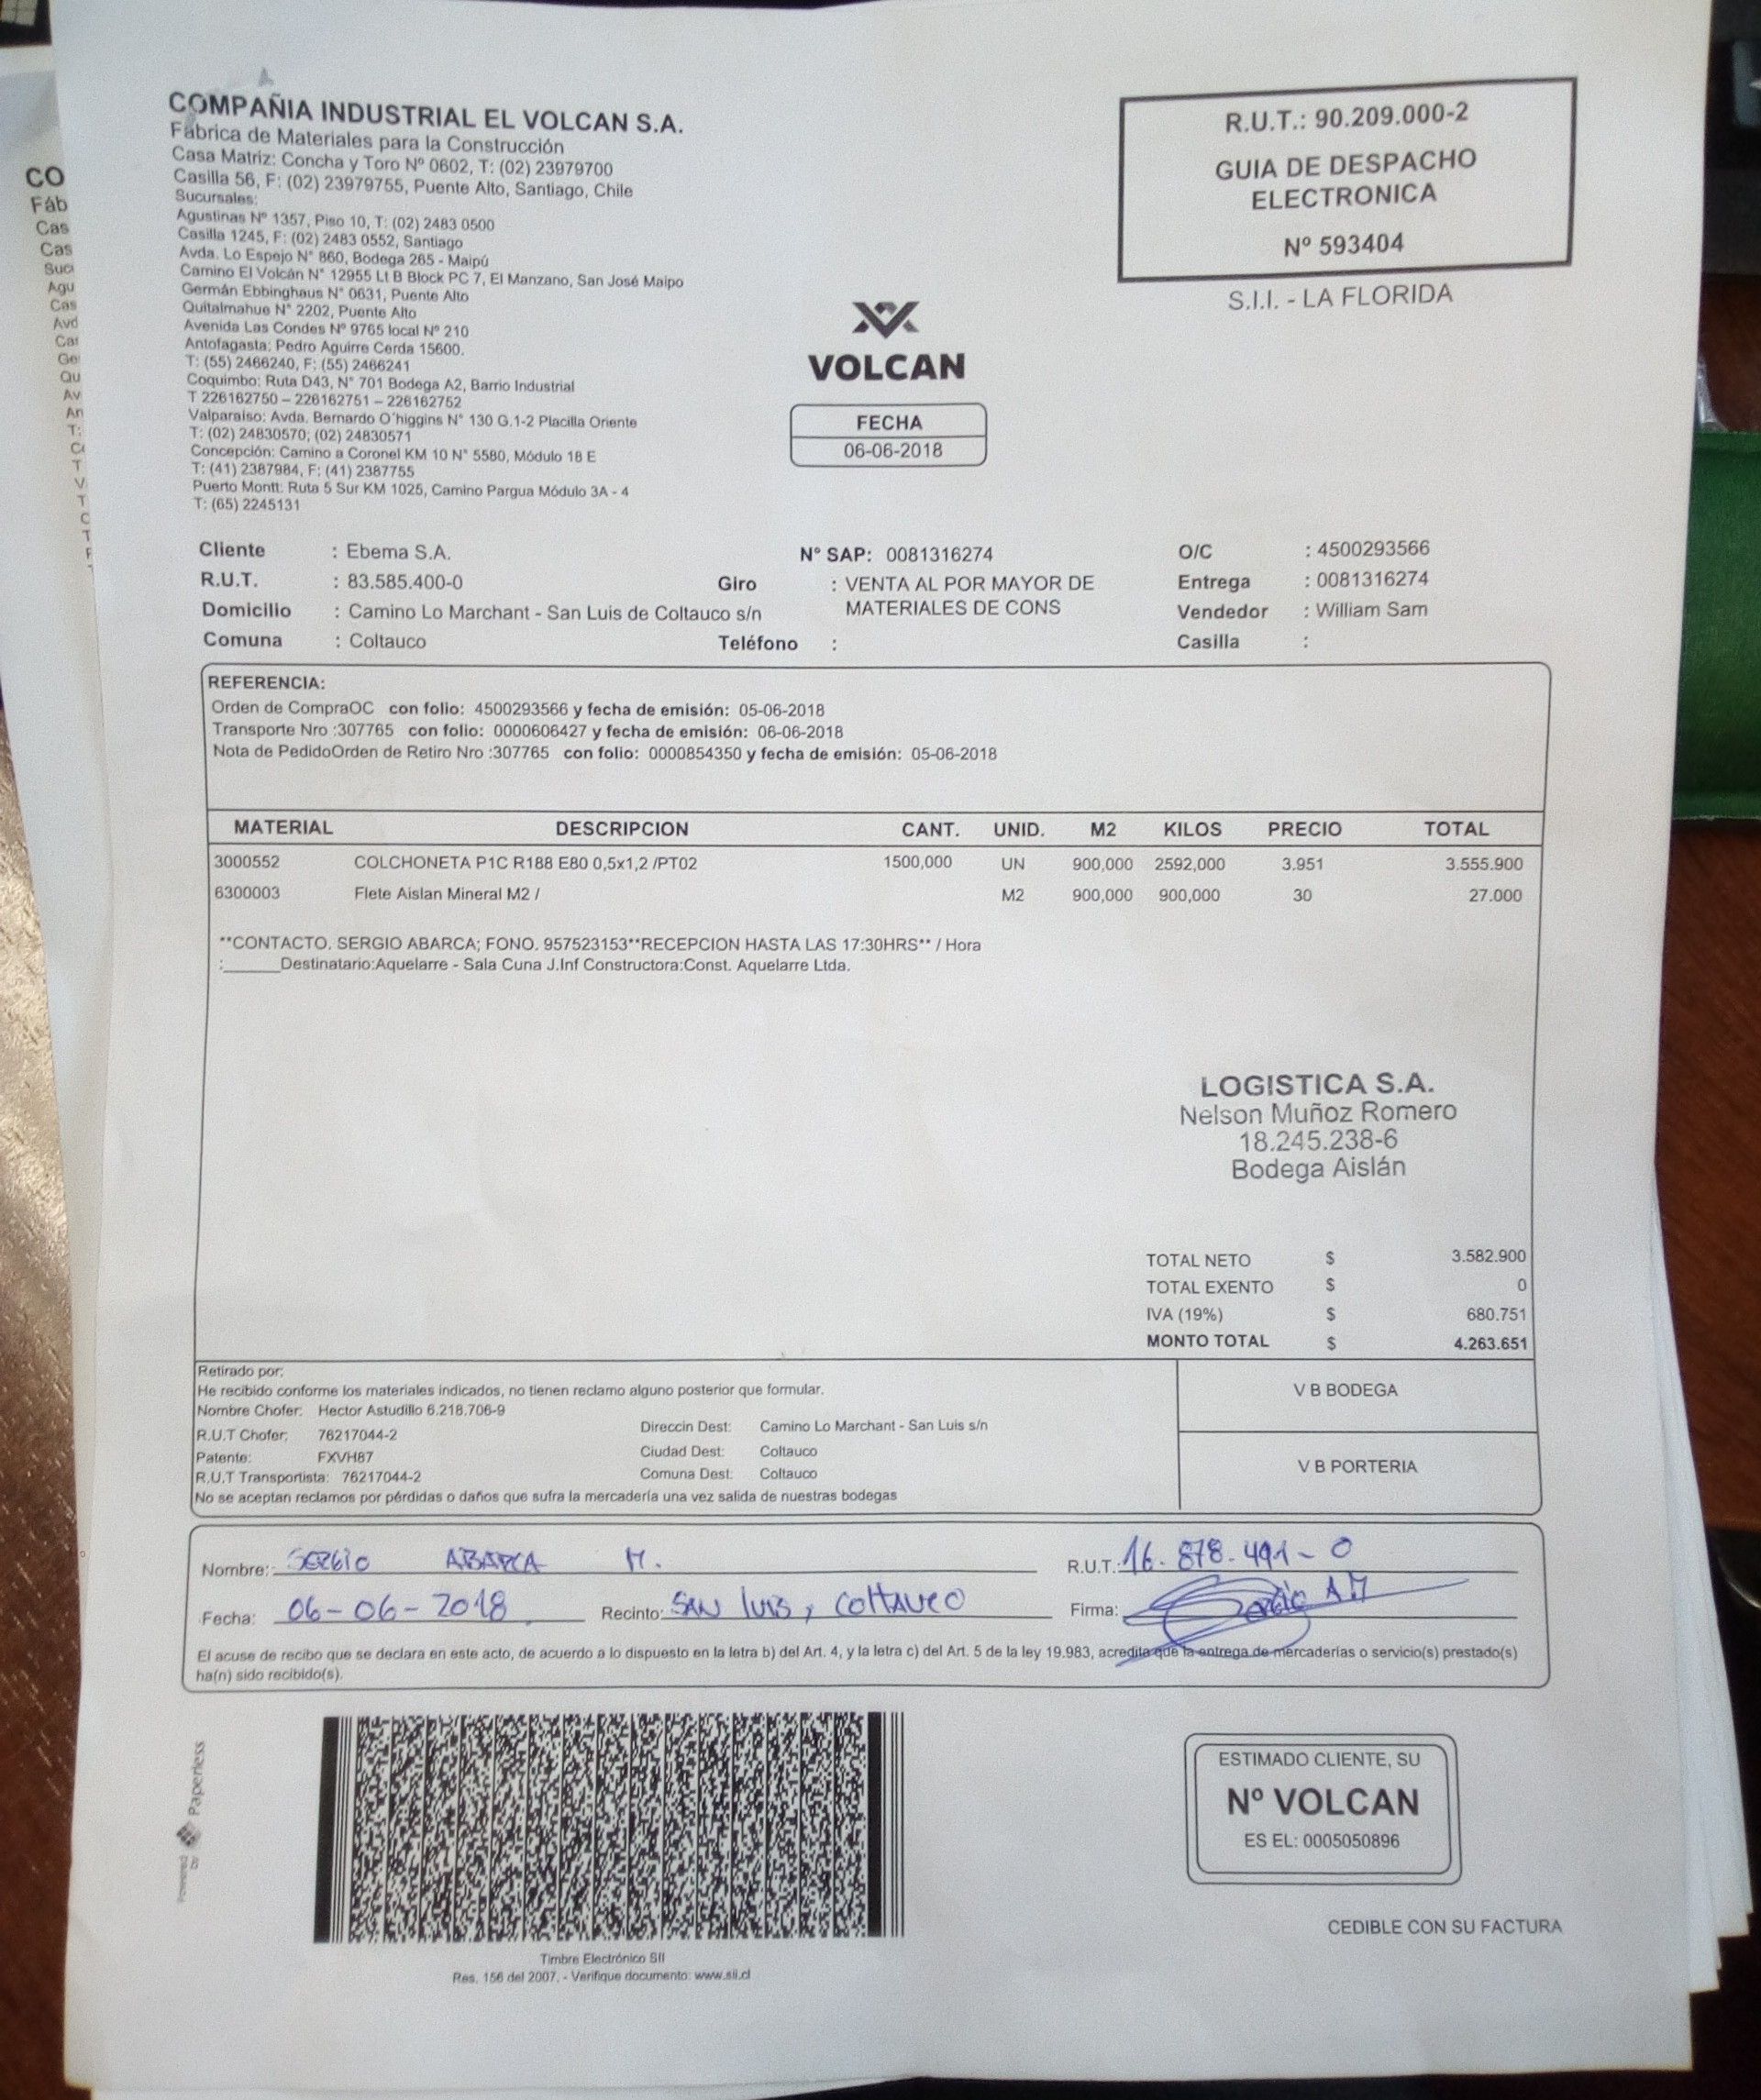 COMPAÑIA INDUSTRIAL EL VOLCAN S.A.
Fábrica de Materiales para la Construcción
Casa Matriz: Concha y Toro Nº 0602, T: (02) 23979700
Casilla 56, F: (02) 23979755, Puente Alto, Santiago, Chile
Sucursales:
Agustinas Nº 1357, Piso 10, T: (02) 2483 0500
Casilla 1245, F: (02) 2483 0552, Santiago
Avda. Lo Espejo N° 860, Bodega 265 - Maipú
Camino El Volcán N° 12955 Lt B Block PC 7, El Manzano, San José Maipo
Germán Ebbinghaus N° 0631, Puente Alto
Quitalmahue N° 2202, Puente Alto
Avenida Las Condes Nº 9765 local Nº 210
Antofagasta: Pedro Aguirre Cerda 15600.
T: (55) 2466240, F: (55) 2466241
Coquimbo: Ruta D43, N° 701 Bodega A2, Barrio Industrial
T 226162750 – 226162751 – 226162752
Valparaiso: Avda. Bernardo O´higgins N° 130 G.1-2 Placilla Oriente
T: (02) 24830570; (02) 24830571
Concepción: Camino a Coronel KM 10 N° 5580, Módulo 18 E
T: (41) 2387984, F: (41) 2387755
Puerto Montt: Ruta 5 Sur KM 1025, Camino Pargua Módulo 3A - 4
T: (65) 2245131
R.U.T.: 90.209.000-2
GUIA DE DESPACHO
ELECTRONICA
Nº 593404
S.I.I. - LA FLORIDA
VOLCAN
FECHA
06-06-2018
Cliente : Ebema S.A. N° SAP: 0081316274 O/C : 4500293566
R.U.T. : 83.585.400-0 Giro : VENTA AL POR MAYOR DE Entrega : 0081316274
Domicilio : Camino Lo Marchant - San Luis de Coltauco s/n MATERIALES DE CONS Vendedor : William Sam
Comuna : Coltauco Teléfono : Casilla :
REFERENCIA:
Orden de CompraOC con folio: 4500293566 y fecha de emisión: 05-06-2018
Transporte Nro :307765 con folio: 0000606427 y fecha de emisión: 06-06-2018
Nota de PedidoOrden de Retiro Nro :307765 con folio: 0000854350 y fecha de emisión: 05-06-2018
MATERIAL DESCRIPCION CANT. UNID. M2 KILOS PRECIO TOTAL
3000552 COLCHONETA P1C R188 E80 0,5x1,2 /PT02 1500,000 UN 900,000 2592,000 3.951 3.555.900
6300003 Flete Aislan Mineral M2 / M2 900,000 900,000 30 27.000
**CONTACTO. SERGIO ABARCA; FONO. 957523153**RECEPCION HASTA LAS 17:30HRS** / Hora
:______Destinatario:Aquelarre - Sala Cuna J.Inf Constructora:Const. Aquelarre Ltda.
LOGISTICA S.A.
Nelson Muñoz Romero
18.245.238-6
Bodega Aislán
TOTAL NETO $ 3.582.900
TOTAL EXENTO $ 0
IVA (19%) $ 680.751
MONTO TOTAL $ 4.263.651
Retirado por:
He recibido conforme los materiales indicados, no tienen reclamo alguno posterior que formular.
Nombre Chofer: Hector Astudillo 6.218.706-9
R.U.T Chofer: 76217044-2 Direccin Dest: Camino Lo Marchant - San Luis s/n
Patente: FXVH87 Ciudad Dest: Coltauco
R.U.T Transportista: 76217044-2 Comuna Dest: Coltauco
No se aceptan reclamos por pérdidas o daños que sufra la mercadería una vez salida de nuestras bodegas
V B BODEGA
V B PORTERIA
Nombre: SERGIO ABARCA M. R.U.T.: 16.878.491-0
Fecha: 06-06-2018 Recinto: SAN LUIS, COLTAUCO Firma: Sergio A M
El acuse de recibo que se declara en este acto, de acuerdo a lo dispuesto en la letra b) del Art. 4, y la letra c) del Art. 5 de la ley 19.983, acredita que la entrega de mercaderías o servicio(s) prestado(s)
ha(n) sido recibido(s).
Powered by Paperless
Timbre Electrónico SII
Res. 156 del 2007. - Verifique documento: www.sii.cl
ESTIMADO CLIENTE, SU
Nº VOLCAN
ES EL: 0005050896
CEDIBLE CON SU FACTURA